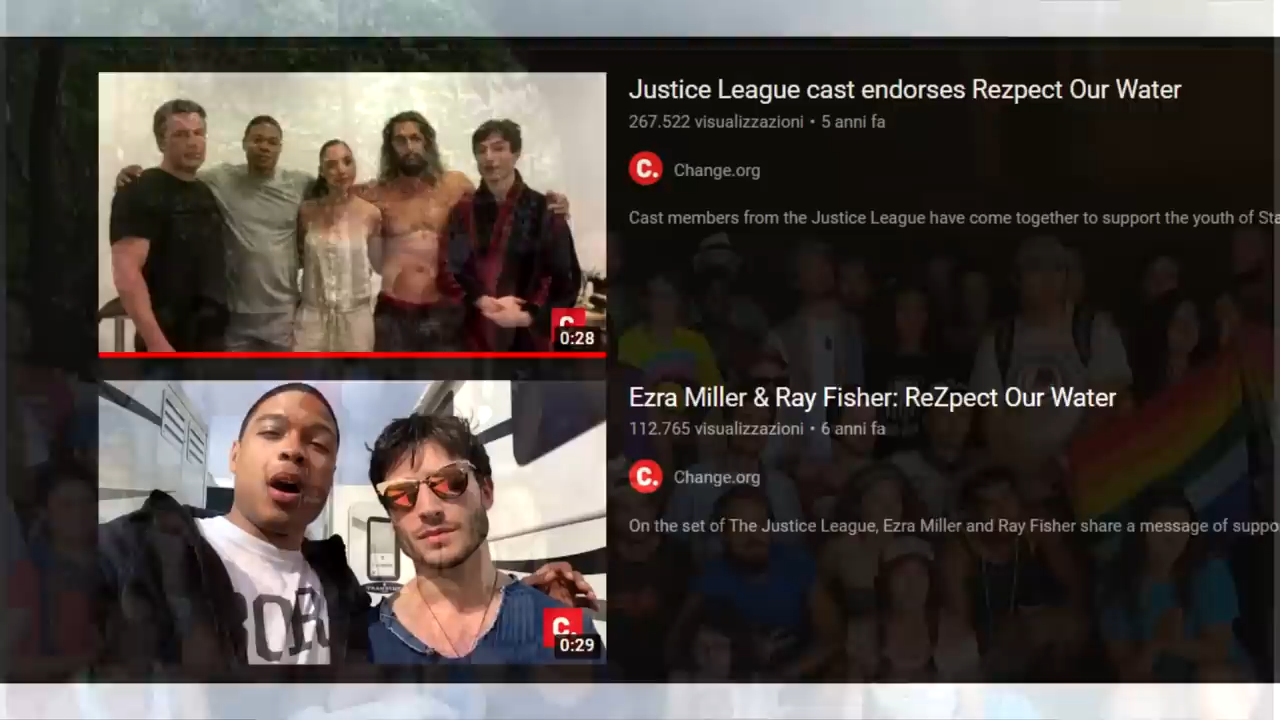 Justice League cast endorses Rezpect Our Water
267.522 visualizzazioni • 5 anni fa
C. Change.org
Cast members from the Justice League have come together to support the youth of Sta
C.
0:28
Ezra Miller & Ray Fisher: ReZpect Our Water
112.765 visualizzazioni • 6 anni fa
C. Change.org
On the set of The Justice League, Ezra Miller and Ray Fisher share a message of suppo
C.
0:29